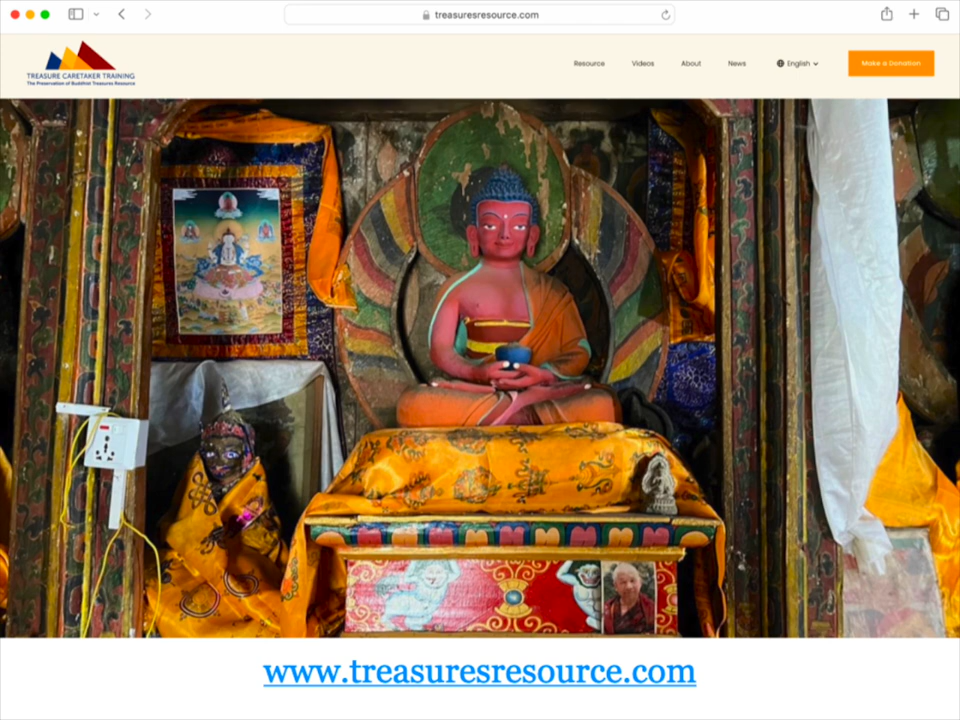 treasuresresource.com
TREASURE CARETAKER TRAINING
The Preservation of Buddhist Treasures Resource
Resource Videos About News English Make a Donation
www.treasuresresource.com